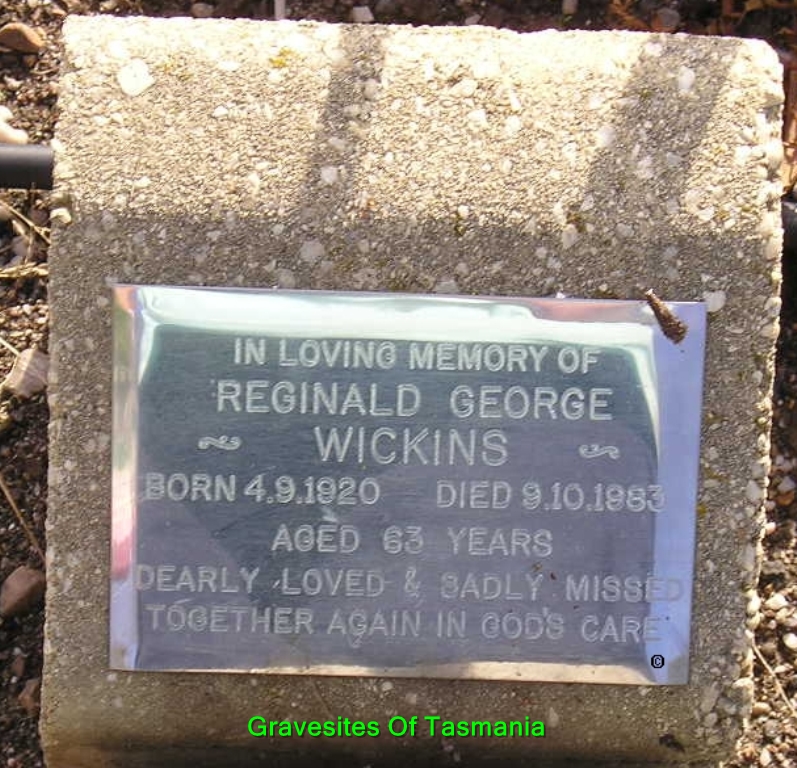 IN LOVING MEMORY OF
REGINALD GEORGE
~ WICKINS ~
BORN 4.9.1920 DIED 9.10.1983
AGED 63 YEARS
DEARLY LOVED & SADLY MISSED
TOGETHER AGAIN IN GOD'S CARE
©
Gravesites Of Tasmania